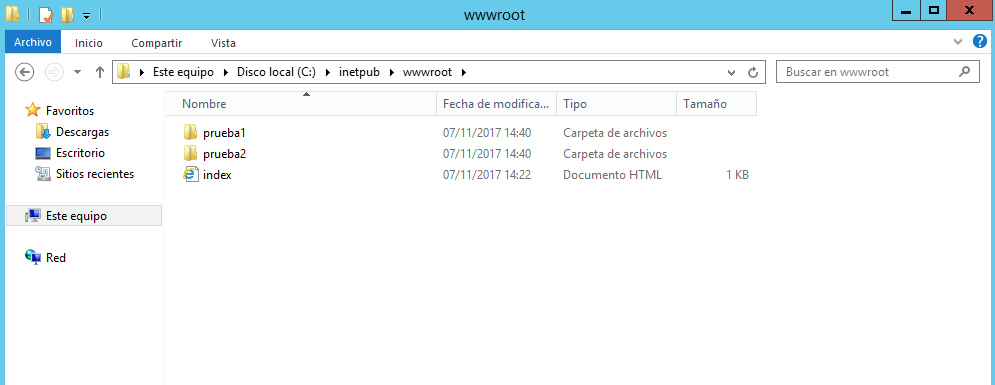 wwwroot
Archivo Inicio Compartir Vista
Este equipo Disco local (C:) inetpub wwwroot Buscar en wwwroot
Favoritos
Descargas
Escritorio
Sitios recientes
Este equipo
Red
Nombre Fecha de modifica... Tipo Tamaño
prueba1 07/11/2017 14:40 Carpeta de archivos
prueba2 07/11/2017 14:40 Carpeta de archivos
index 07/11/2017 14:22 Documento HTML 1 KB